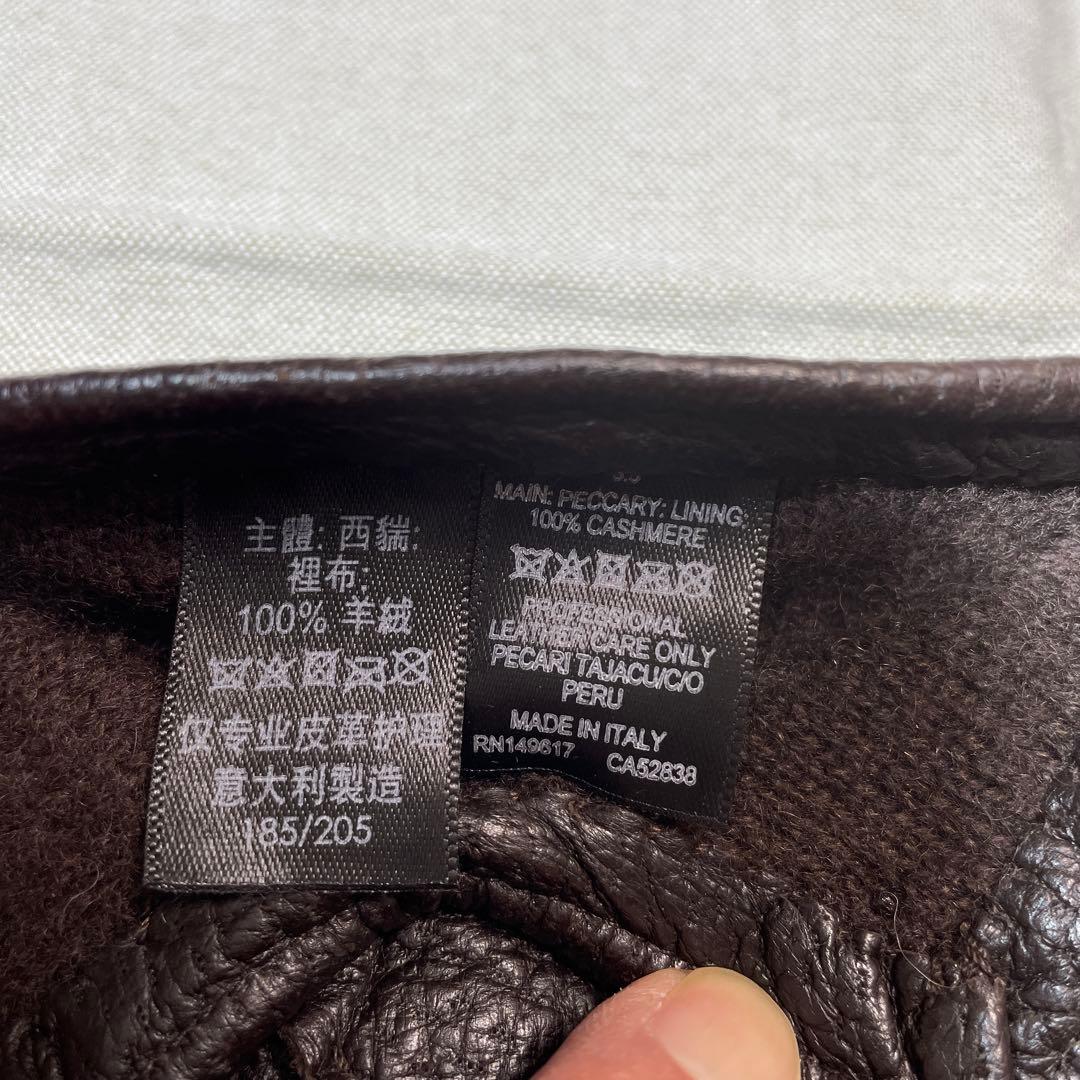 主體: 西貒:
裡布:
100% 羊絨
仅专业皮革护理
意大利製造
185/205
MAIN: PECCARY: LINING:
100% CASHMERE
PROFESSIONAL
LEATHER CARE ONLY
PECARI TAJACU/C/O
PERU
MADE IN ITALY
RN149617 CA52838